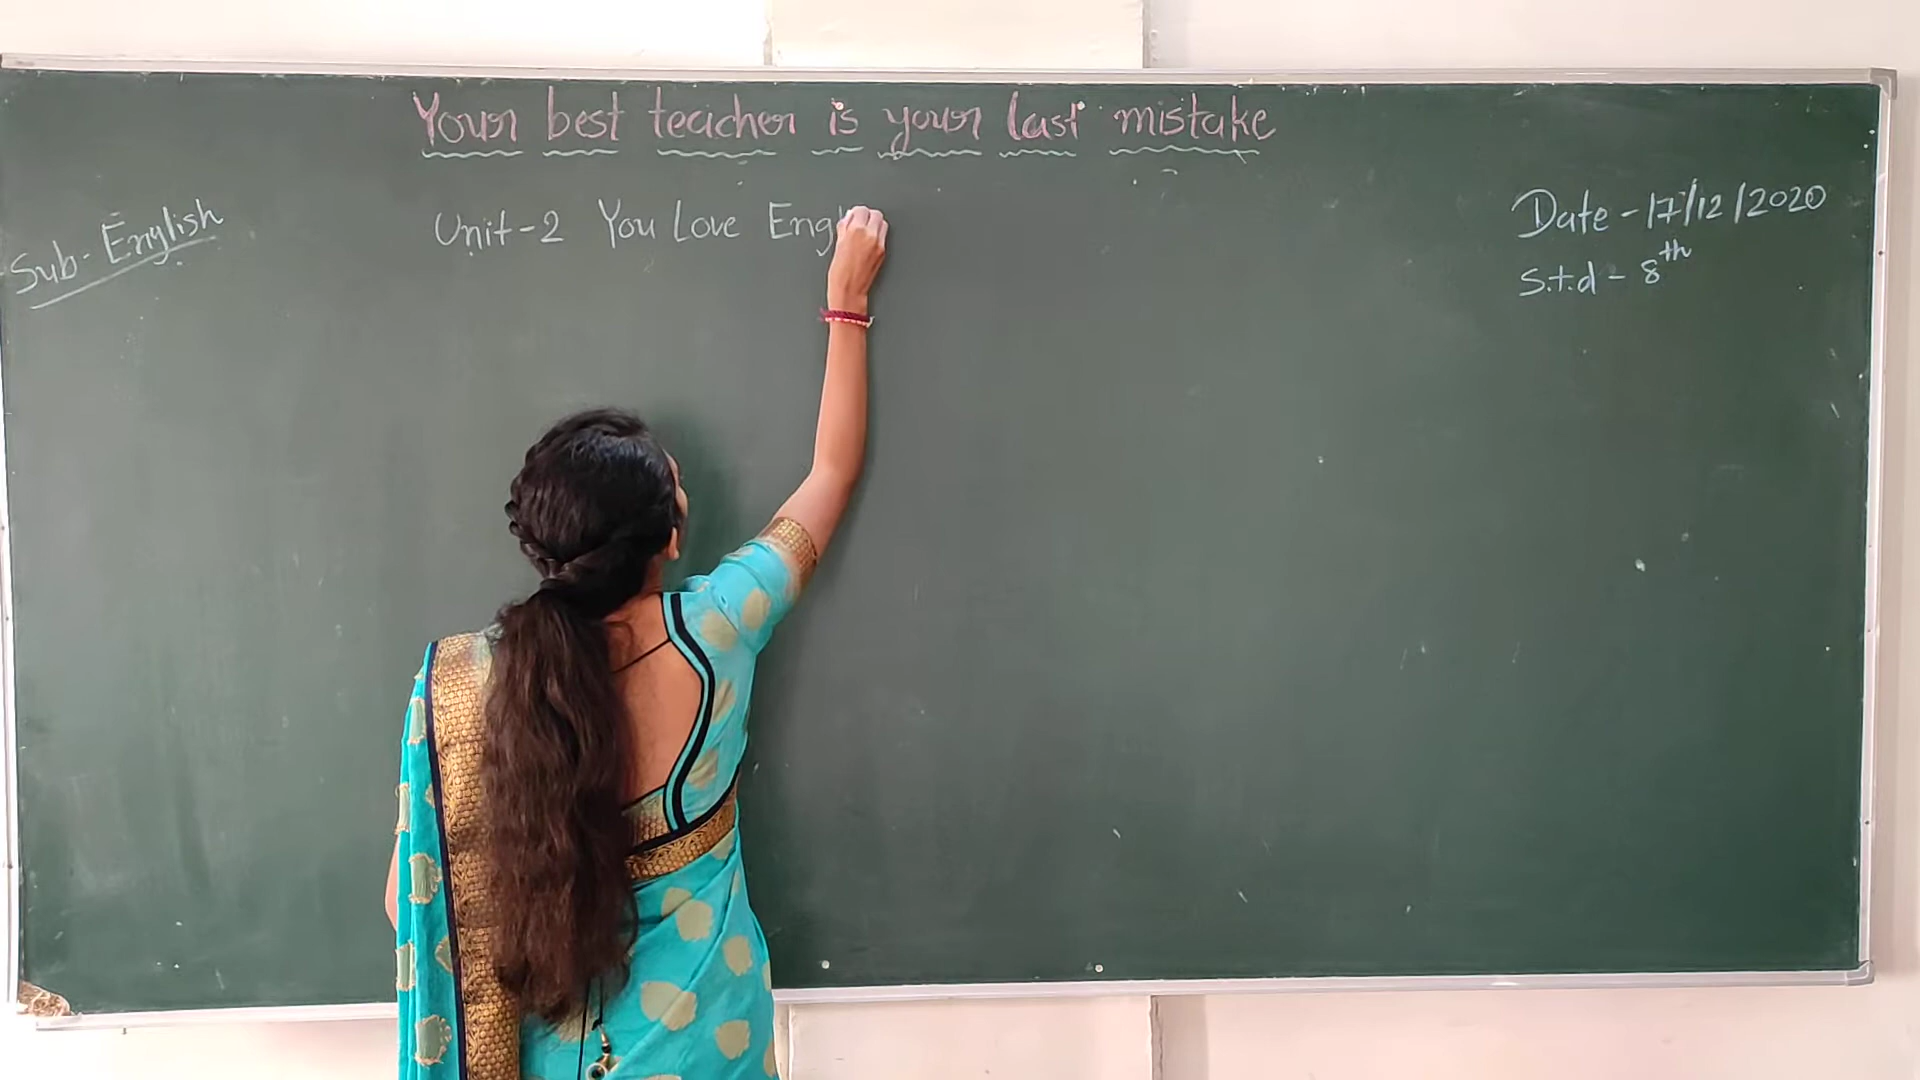 Your best teacher is your last mistake
Sub- English
Unit-2 You Love Eng
Date - 17/12/2020
S.t.d - 8th